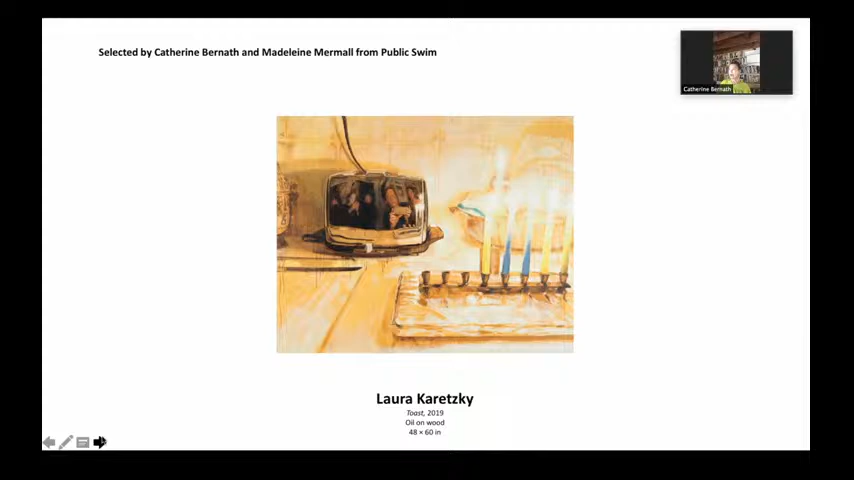 Selected by Catherine Bernath and Madeleine Mermall from Public Swim
Catherine Bernath
Laura Karetzky
Toast, 2019
Oil on wood
48 × 60 in